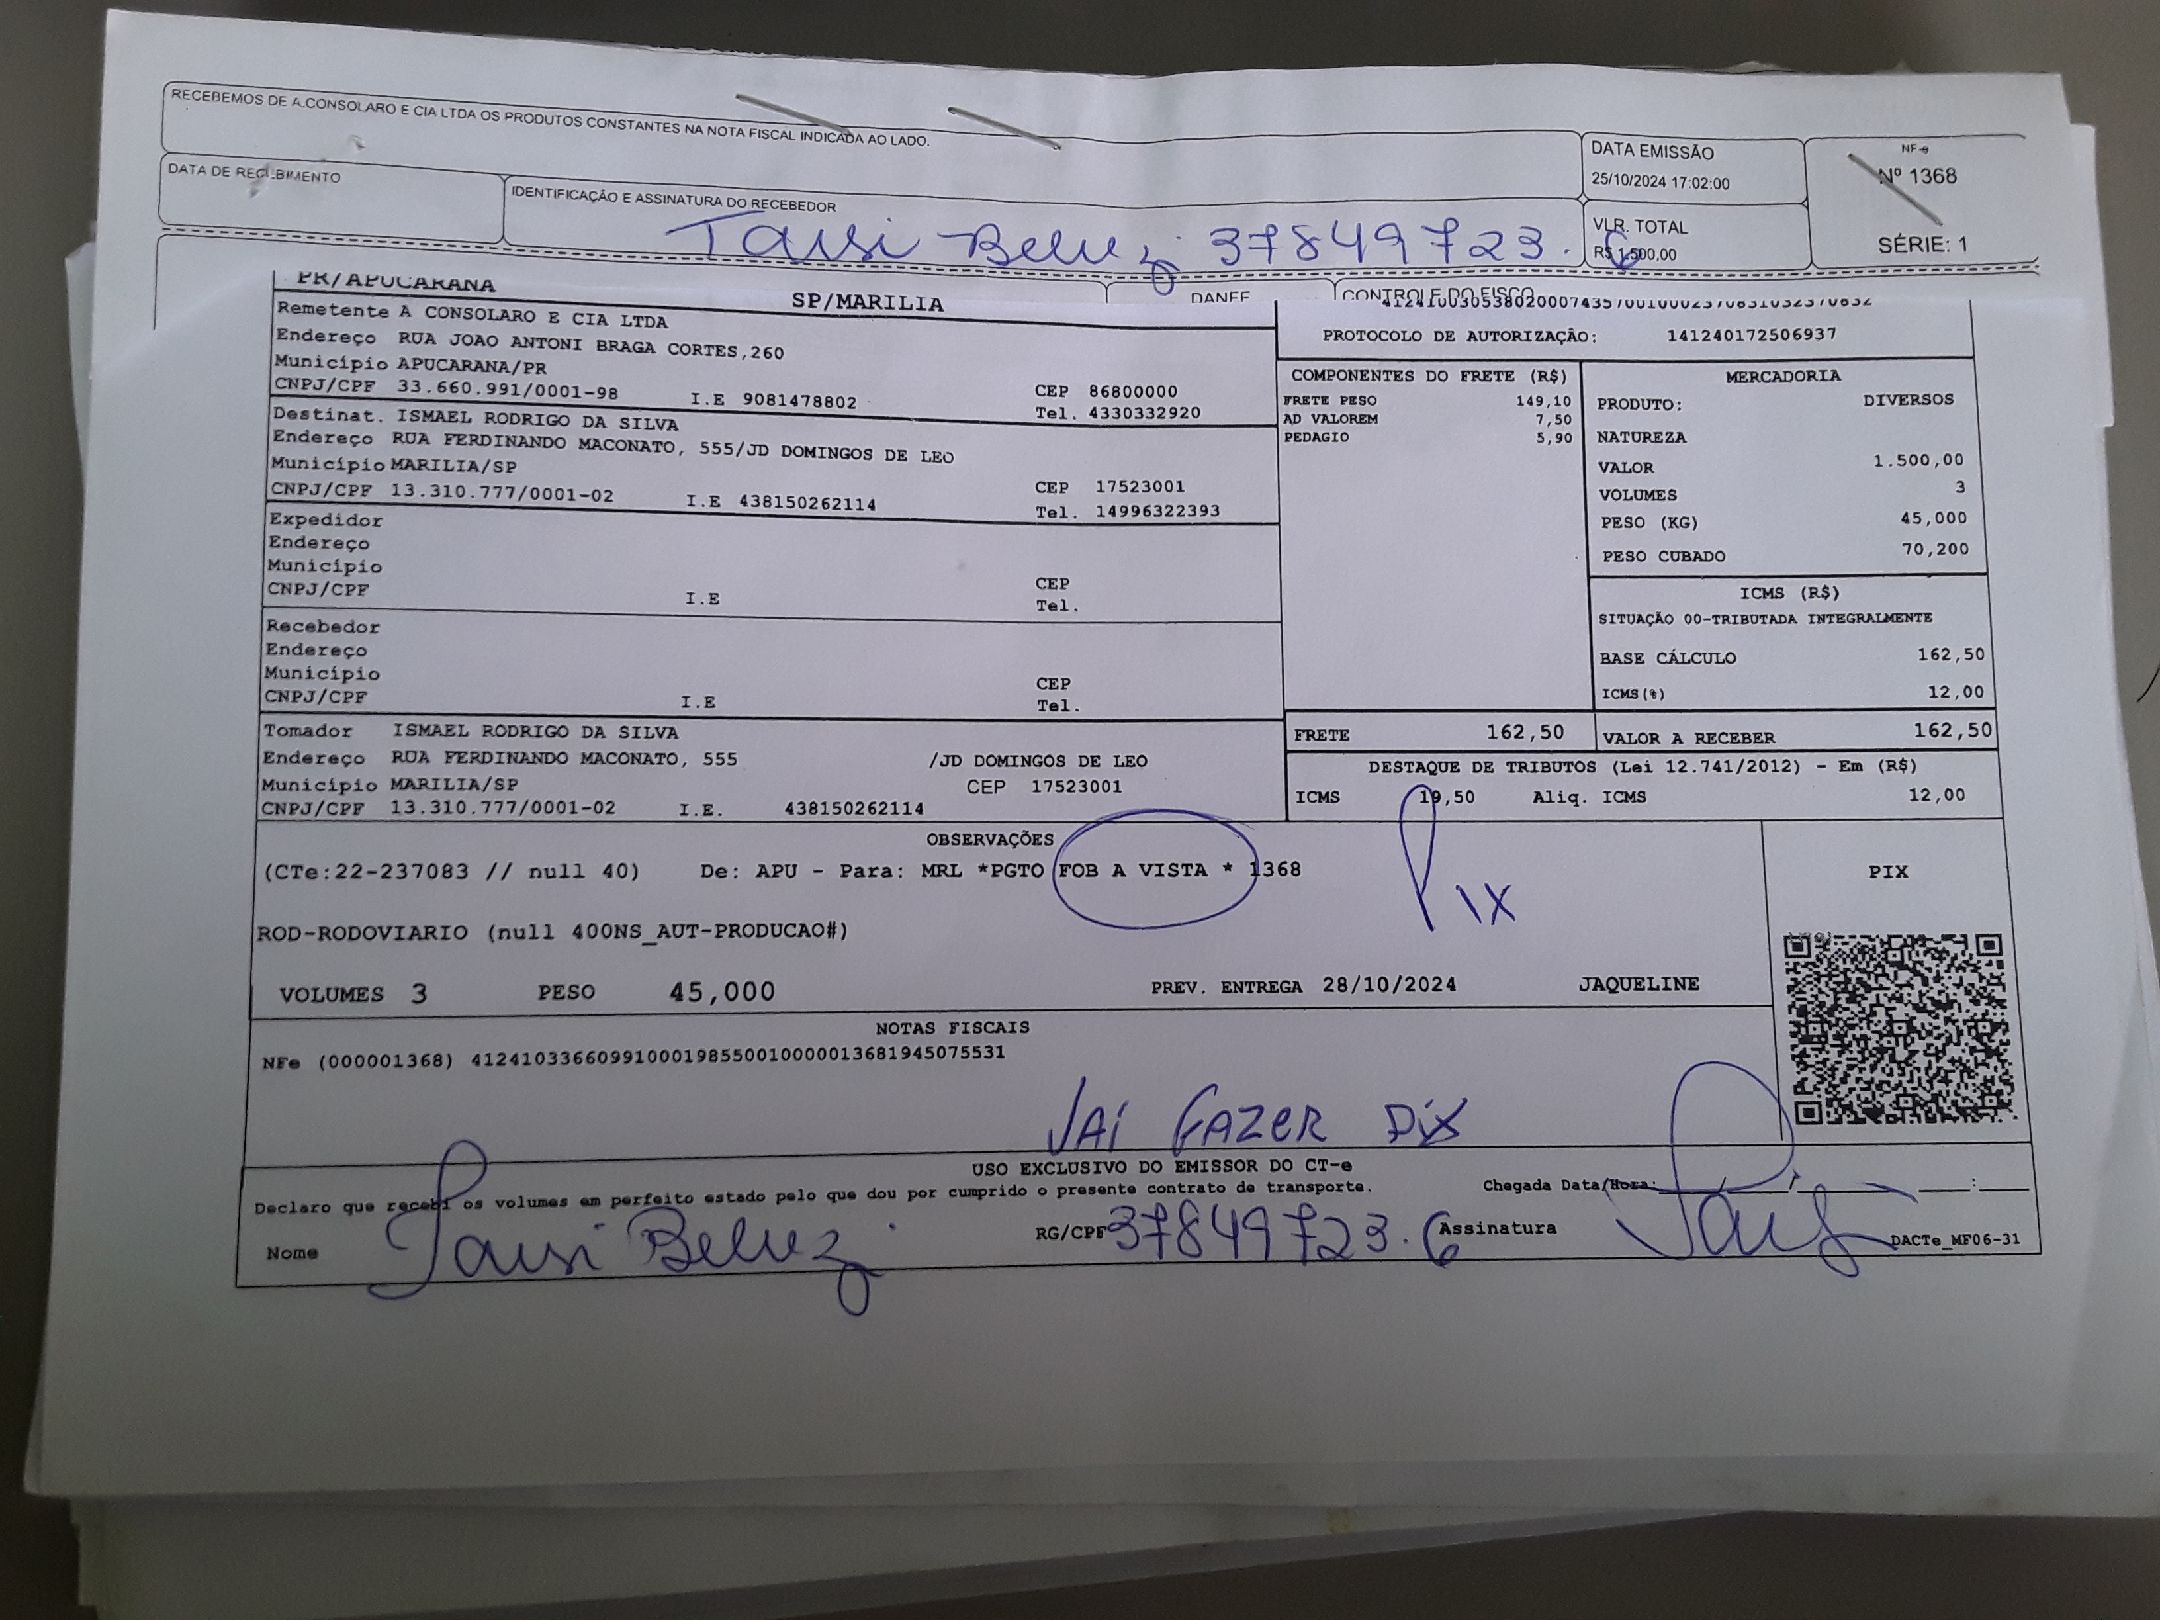 RECEBEMOS DE A.CONSOLARO E CIA LTDA OS PRODUTOS CONSTANTES NA NOTA FISCAL INDICADA AO LADO.
DATA DE RECEBIMENTO
IDENTIFICAÇÃO E ASSINATURA DO RECEBEDOR
37849723.6
DATA EMISSÃO
25/10/2024 17:02:00
VLR. TOTAL
R$ 1.500,00
NF-e
Nº 1368
SÉRIE: 1
DANFE
CONTROLE DO FISCO
PR/APUCARANA
SP/MARILIA
PROTOCOLO DE AUTORIZAÇÃO: 141240172506937
Remetente A CONSOLARO E CIA LTDA
Endereço RUA JOAO ANTONI BRAGA CORTES,260
Município APUCARANA/PR
CNPJ/CPF 33.660.991/0001-98 I.E 9081478802
CEP 86800000
Tel. 4330332920
Destinat. ISMAEL RODRIGO DA SILVA
Endereço RUA FERDINANDO MACONATO, 555/JD DOMINGOS DE LEO
Município MARILIA/SP
CNPJ/CPF 13.310.777/0001-02 I.E 438150262114
CEP 17523001
Tel. 14996322393
Expedidor
Endereço
Município
CNPJ/CPF I.E
CEP
Tel.
Recebedor
Endereço
Município
CNPJ/CPF I.E
CEP
Tel.
Tomador ISMAEL RODRIGO DA SILVA
Endereço RUA FERDINANDO MACONATO, 555 /JD DOMINGOS DE LEO
Município MARILIA/SP CEP 17523001
CNPJ/CPF 13.310.777/0001-02 I.E. 438150262114
COMPONENTES DO FRETE (R$)
FRETE PESO 149,10
AD VALOREM 7,50
PEDAGIO 5,90
MERCADORIA
PRODUTO: DIVERSOS
NATUREZA
VALOR 1.500,00
VOLUMES 3
PESO (KG) 45,000
PESO CUBADO 70,200
ICMS (R$)
SITUAÇÃO 00-TRIBUTADA INTEGRALMENTE
BASE CÁLCULO 162,50
ICMS(%) 12,00
FRETE 162,50
VALOR A RECEBER 162,50
DESTAQUE DE TRIBUTOS (Lei 12.741/2012) - Em (R$)
ICMS 19,50 Aliq. ICMS 12,00
OBSERVAÇÕES
(CTe:22-237083 // null 40) De: APU - Para: MRL *PGTO FOB A VISTA * 1368
Pix
ROD-RODOVIARIO (null 400NS_AUT-PRODUCAO#)
VOLUMES 3 PESO 45,000 PREV. ENTREGA 28/10/2024 JAQUELINE
PIX
NOTAS FISCAIS
NFe (000001368) 41241033660991000198550010000013681945075531
VAI FAZER Pix
USO EXCLUSIVO DO EMISSOR DO CT-e
Declaro que recebi os volumes em perfeito estado pelo que dou por cumprido o presente contrato de transporte.
Chegada Data/Hora: / / :
Nome
RG/CPF 37849723.6 Assinatura
DACTe_MF06-31